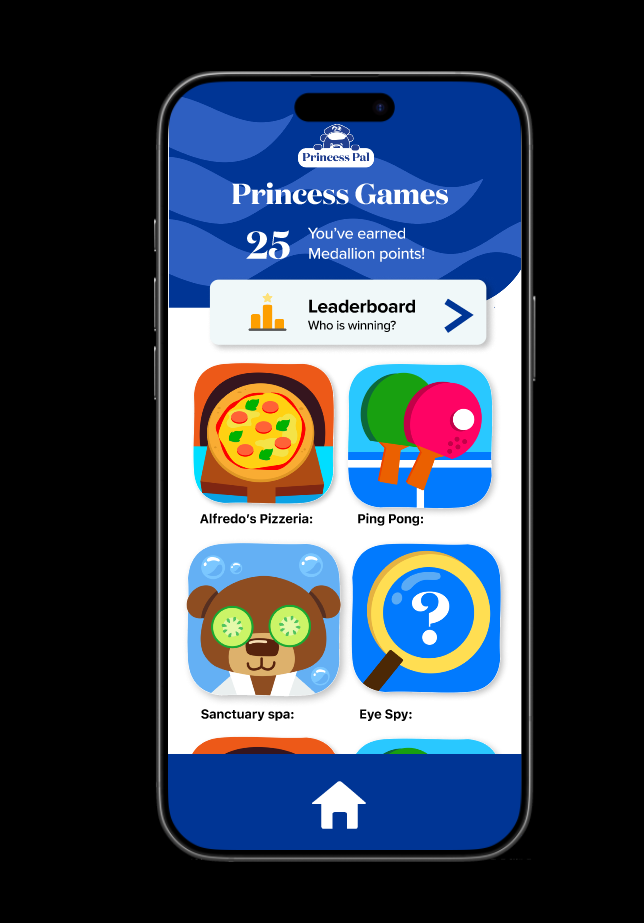 Princess Pal
Princess Games
25
You've earned
Medallion points!
Leaderboard
Who is winning?
Alfredo's Pizzeria:
Ping Pong:
?
Sanctuary spa:
Eye Spy: